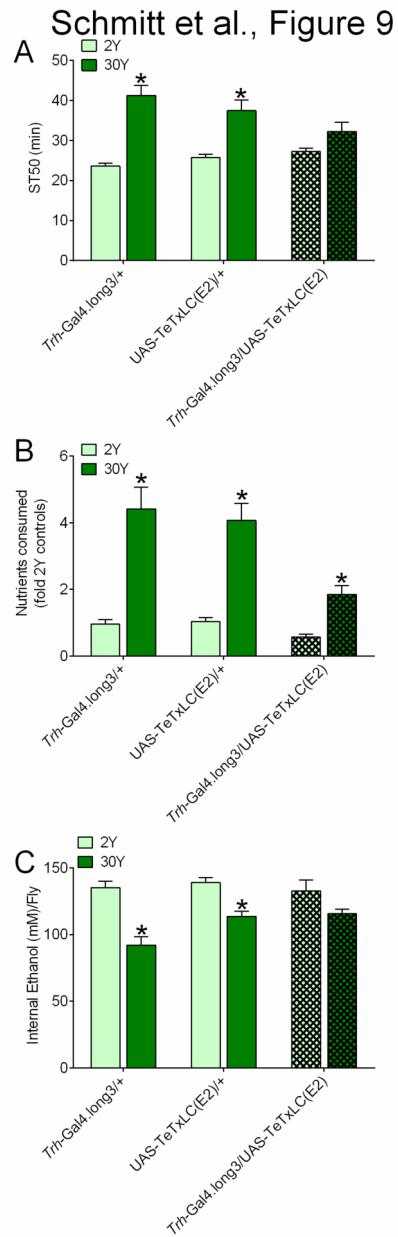 Schmitt et al., Figure 9
A
2Y
30Y
ST50 (min)
50
40
30
20
10
0
*
*
Trh-Gal4.long3/+
UAS-TeTxLC(E2)/+
Trh-Gal4.long3/UAS-TeTxLC(E2)
B
2Y
30Y
Nutrients consumed
(fold 2Y controls)
6
4
2
0
*
*
*
Trh-Gal4.long3/+
UAS-TeTxLC(E2)/+
Trh-Gal4.long3/UAS-TeTxLC(E2)
C
2Y
30Y
Internal Ethanol (mM)/Fly
150
100
50
0
*
*
Trh-Gal4.long3/+
UAS-TeTxLC(E2)/+
Trh-Gal4.long3/UAS-TeTxLC(E2)